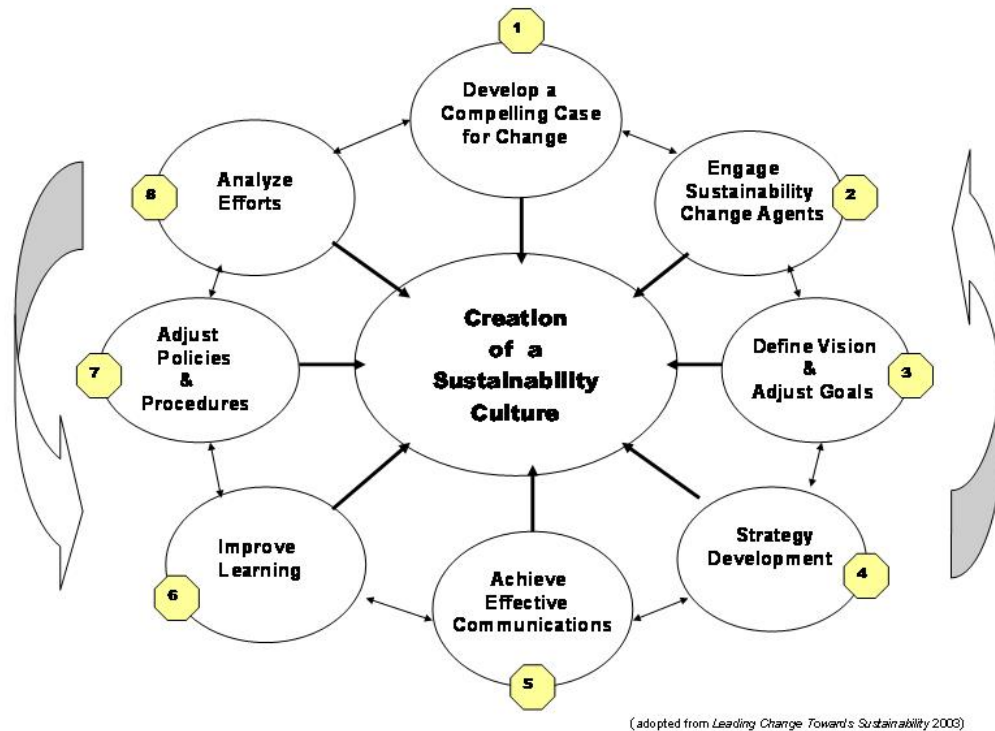 1
Develop a
Compelling Case
for Change
2
Engage
Sustainability
Change Agents
3
Define Vision
&
Adjust Goals
4
Strategy
Development
5
Achieve
Effective
Communications
6
Improve
Learning
7
Adjust
Policies
&
Procedures
8
Analyze
Efforts
Creation
of a
Sustainability
Culture
(adopted from Leading Change Towards Sustainability 2003)